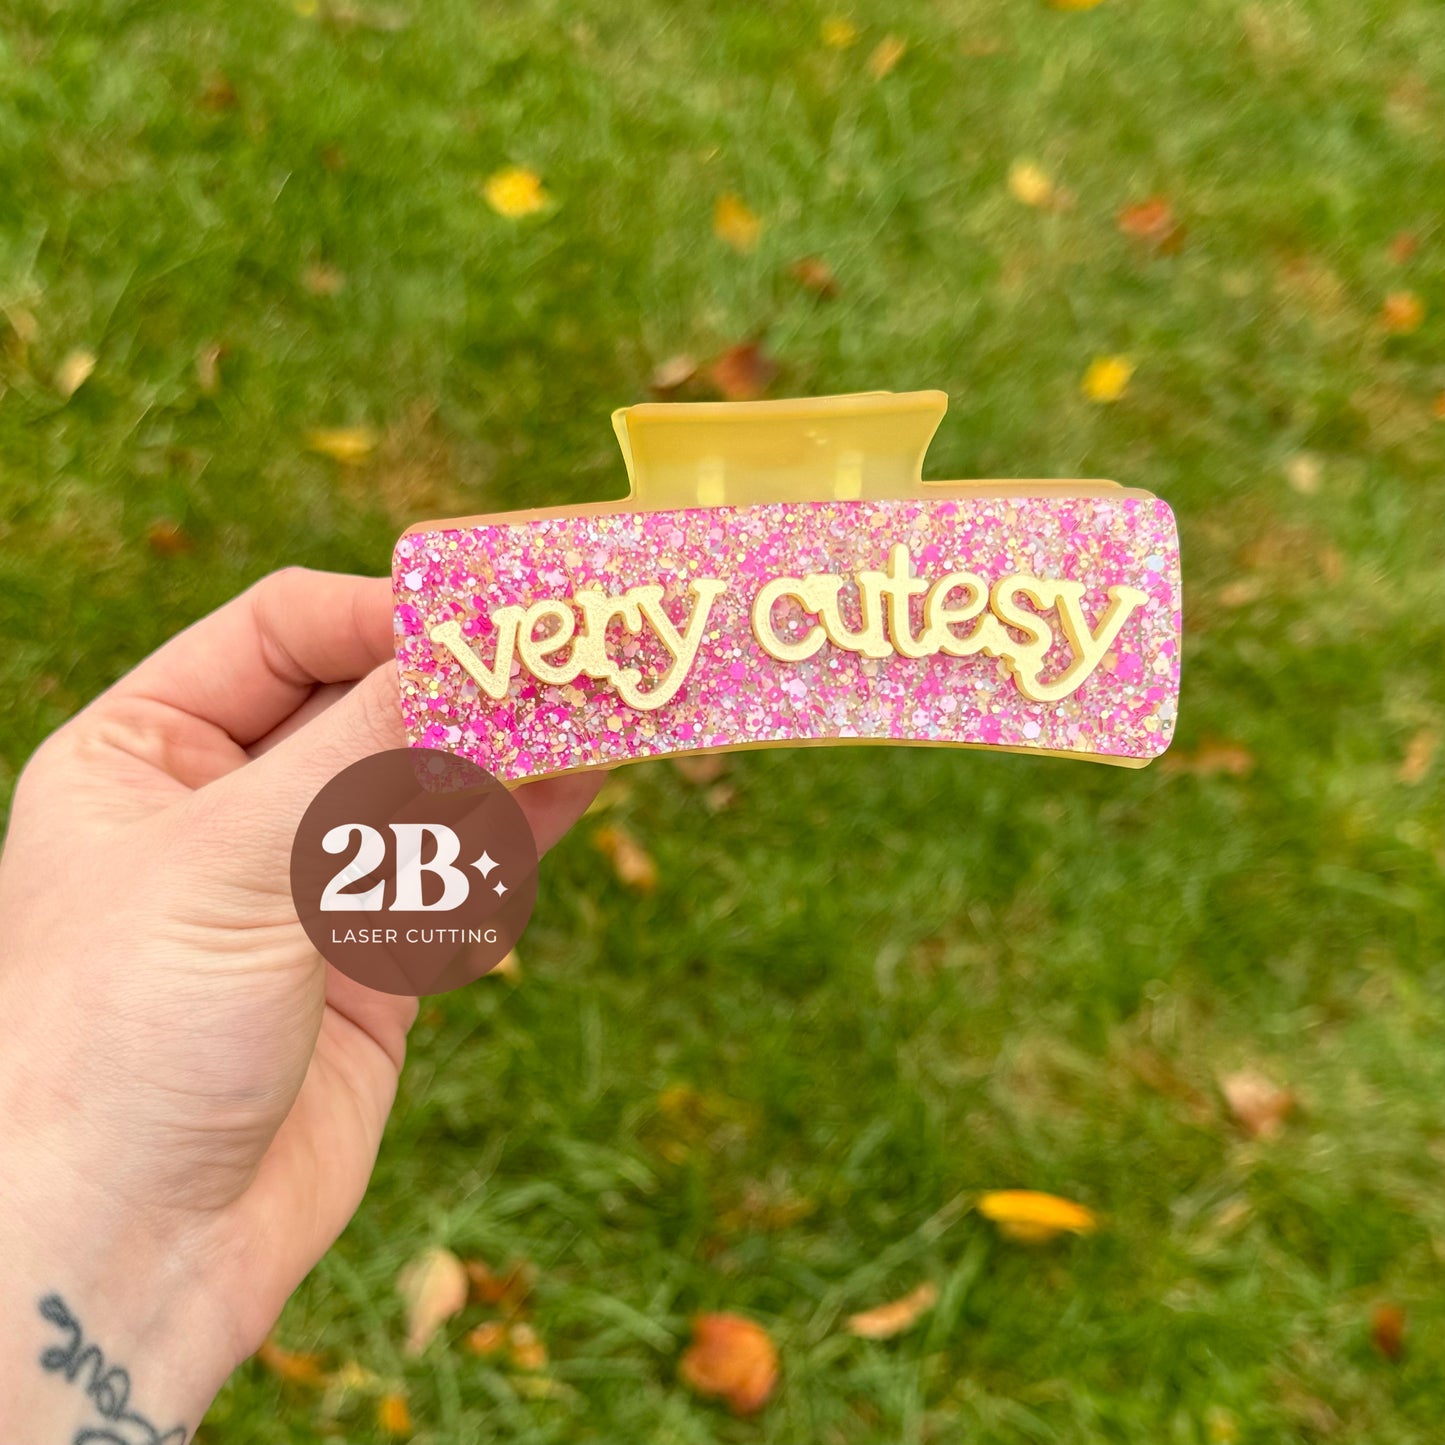 very cutesy
2B
LASER CUTTING